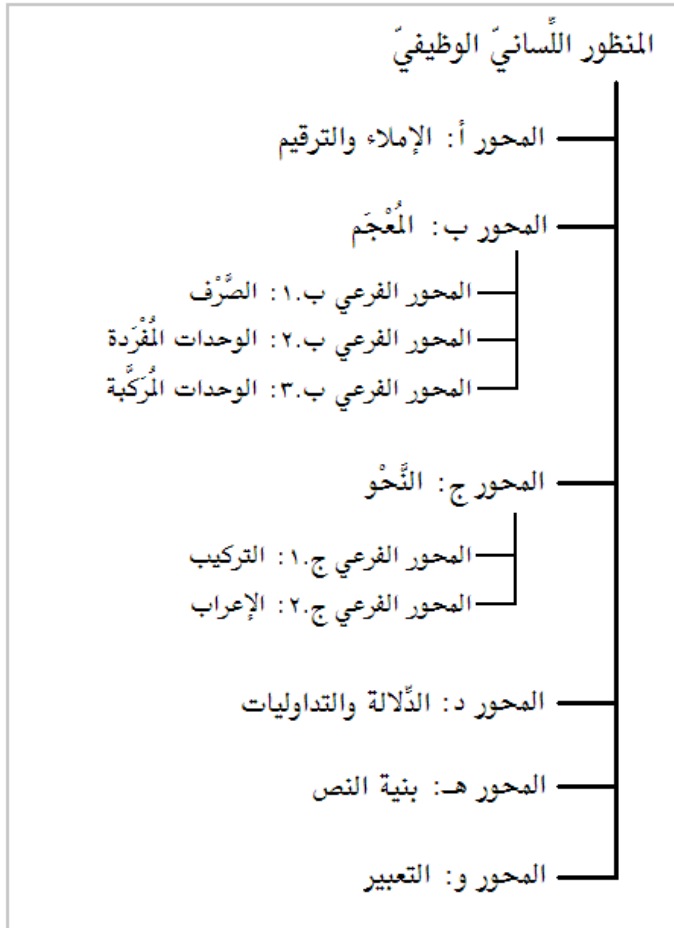 المنظور اللِّسانيّ الوظيفيّ
المحور أ: الإملاء والترقيم
المحور ب: المُعْجَم
المحور الفرعي ب.١: الصَّرْف
المحور الفرعي ب.٢: الوحدات المُفْرَدة
المحور الفرعي ب.٣: الوحدات المُرَكَّبة
المحور ج: النَّحْو
المحور الفرعي ج.١: التركيب
المحور الفرعي ج.٢: الإعراب
المحور د: الدِّلالة والتداوليات
المحور هـ: بنية النص
المحور و: التعبير